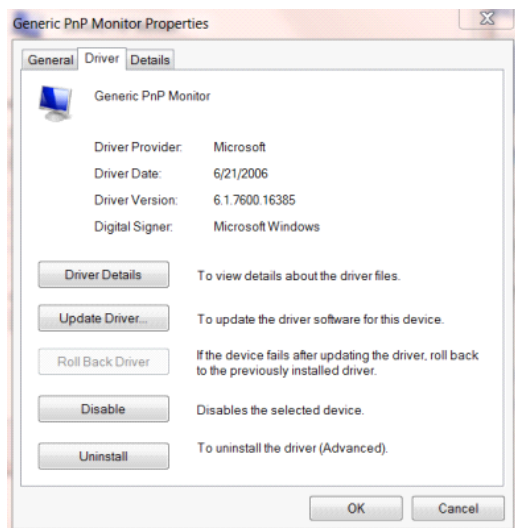 Generic PnP Monitor Properties
General Driver Details
Generic PnP Monitor
Driver Provider: Microsoft
Driver Date: 6/21/2006
Driver Version: 6.1.7600.16385
Digital Signer: Microsoft Windows
Driver Details To view details about the driver files.
Update Driver... To update the driver software for this device.
Roll Back Driver If the device fails after updating the driver, roll back
to the previously installed driver.
Disable Disables the selected device.
Uninstall To uninstall the driver (Advanced).
OK Cancel